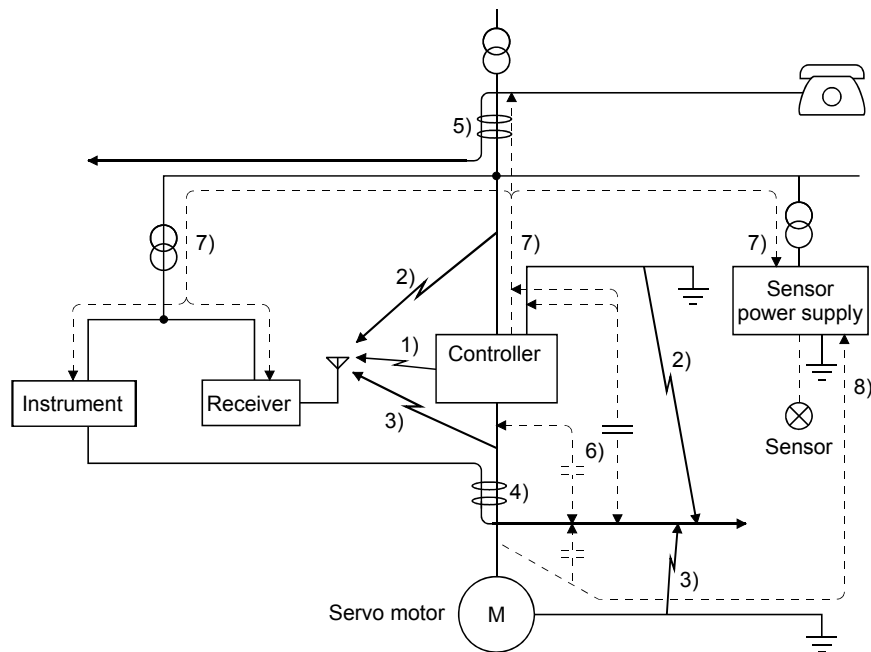 5)
7)
7)
7)
2)
Sensor
power supply
1)
Controller
2)
Instrument
Receiver
3)
8)
6)
Sensor
4)
3)
Servo motor
M